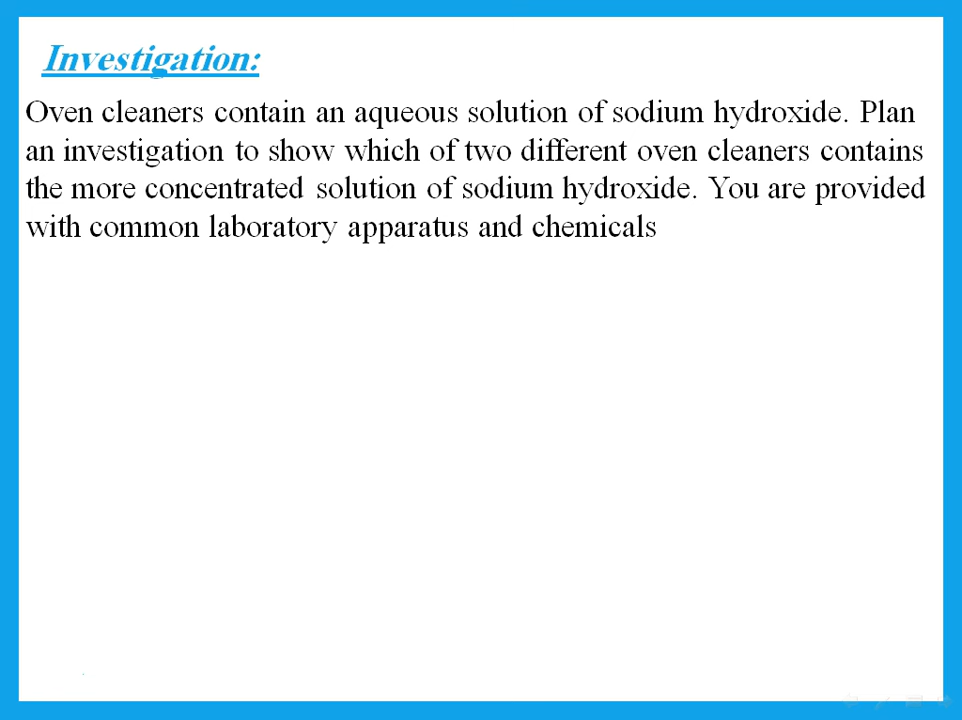 Investigation:
Oven cleaners contain an aqueous solution of sodium hydroxide. Plan
an investigation to show which of two different oven cleaners contains
the more concentrated solution of sodium hydroxide. You are provided
with common laboratory apparatus and chemicals